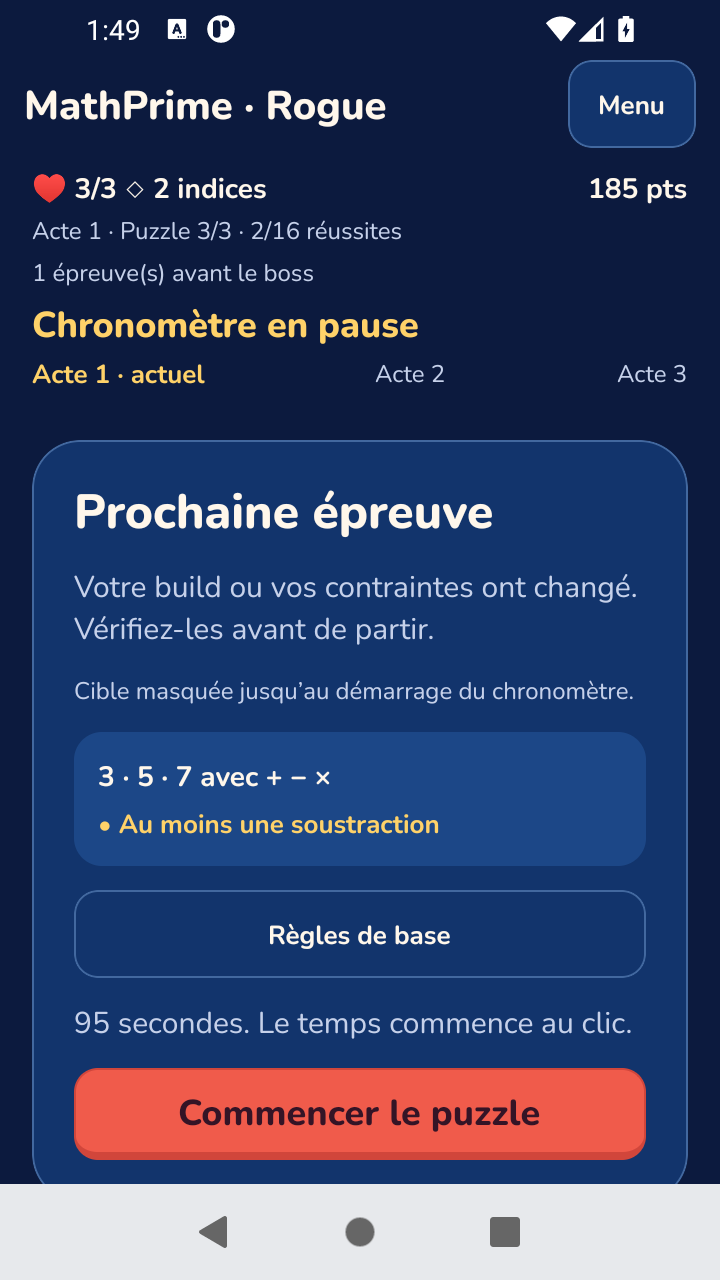 1:49
MathPrime · Rogue
Menu
3/3 ◇ 2 indices
185 pts
Acte 1 · Puzzle 3/3 · 2/16 réussites
1 épreuve(s) avant le boss
Chronomètre en pause
Acte 1 · actuel
Acte 2
Acte 3
Prochaine épreuve
Votre build ou vos contraintes ont changé.
Vérifiez-les avant de partir.
Cible masquée jusqu’au démarrage du chronomètre.
3 · 5 · 7 avec + − ×
• Au moins une soustraction
Règles de base
95 secondes. Le temps commence au clic.
Commencer le puzzle